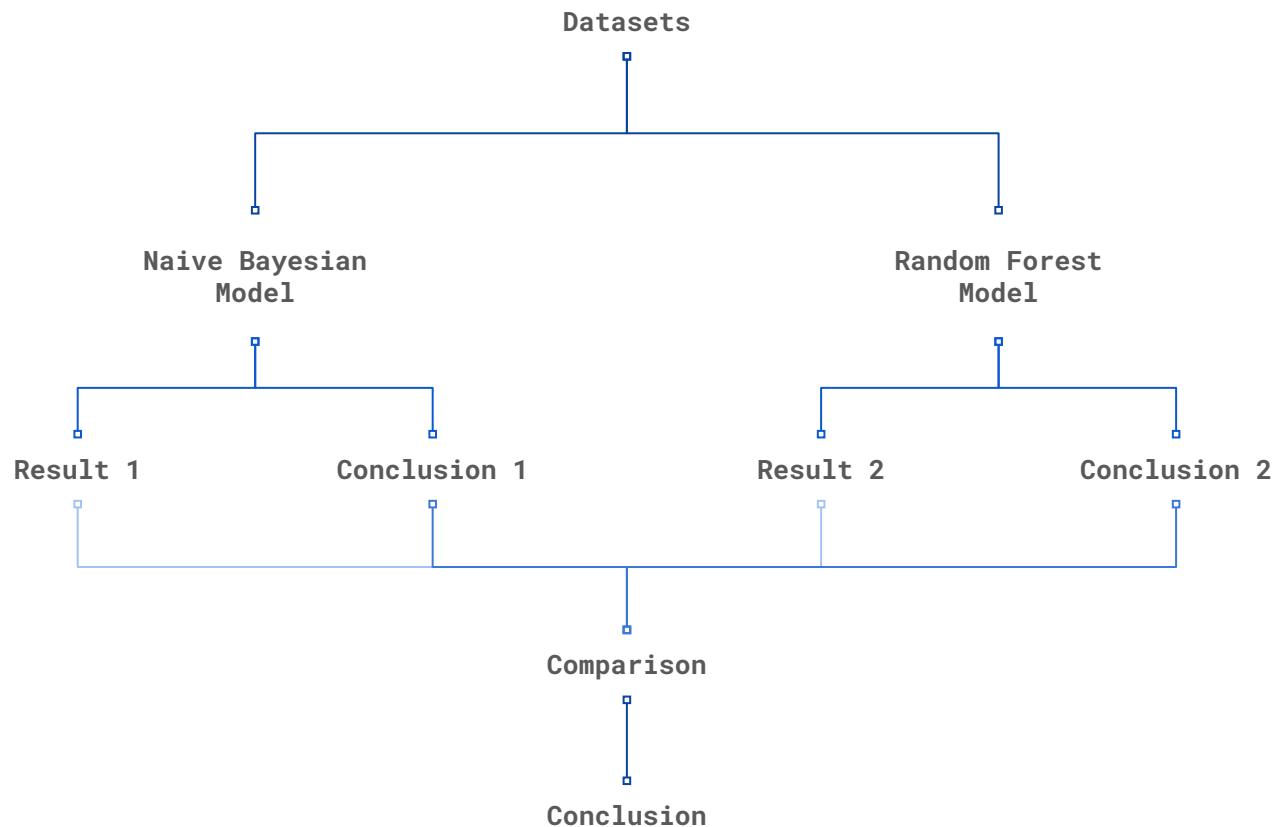 Datasets
Naive Bayesian
Model
Random Forest
Model
Result 1
Conclusion 1
Result 2
Conclusion 2
Comparison
Conclusion